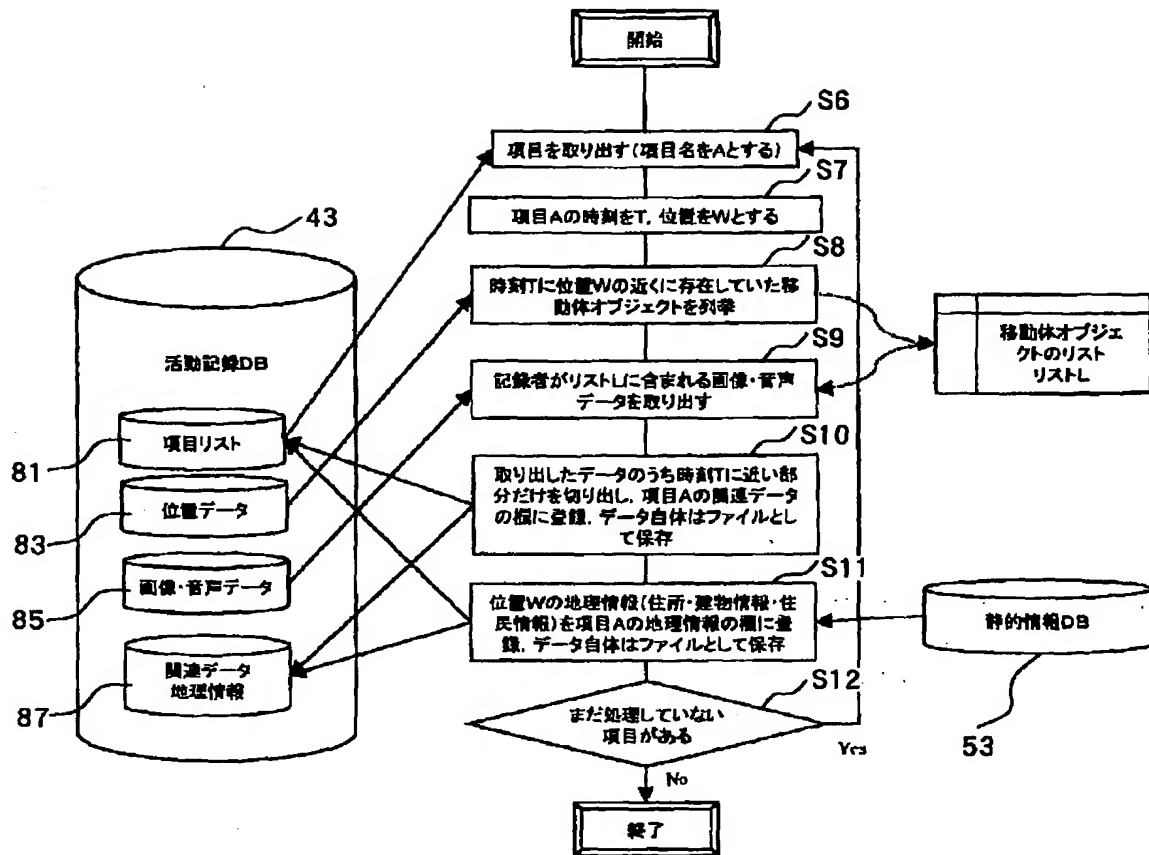 開始
S6
項目を取り出す(項目名をAとする)
S7
項目Aの時刻をT, 位置をWとする
43
S8
時刻Tに位置Wの近くに存在していた移
動体オブジェクトを列挙
移動体オブジェ
クトのリスト
リストL
活動記録DB
S9
記録者がリストLに含まれる画像・音声
データを取り出す
項目リスト
81
S10
取り出したデータのうち時刻Tに近い部
分だけを切り出し, 項目Aの関連データ
の欄に登録, データ自体はファイルとし
て保存
位置データ
83
画像・音声データ
85
S11
位置Wの地理情報(住所・建物情報・住
民情報)を項目Aの地理情報の欄に登
録, データ自体はファイルとして保存
静的情報DB
53
関連データ
地理情報
87
S12
まだ処理していない
項目がある
Yes
No
終了